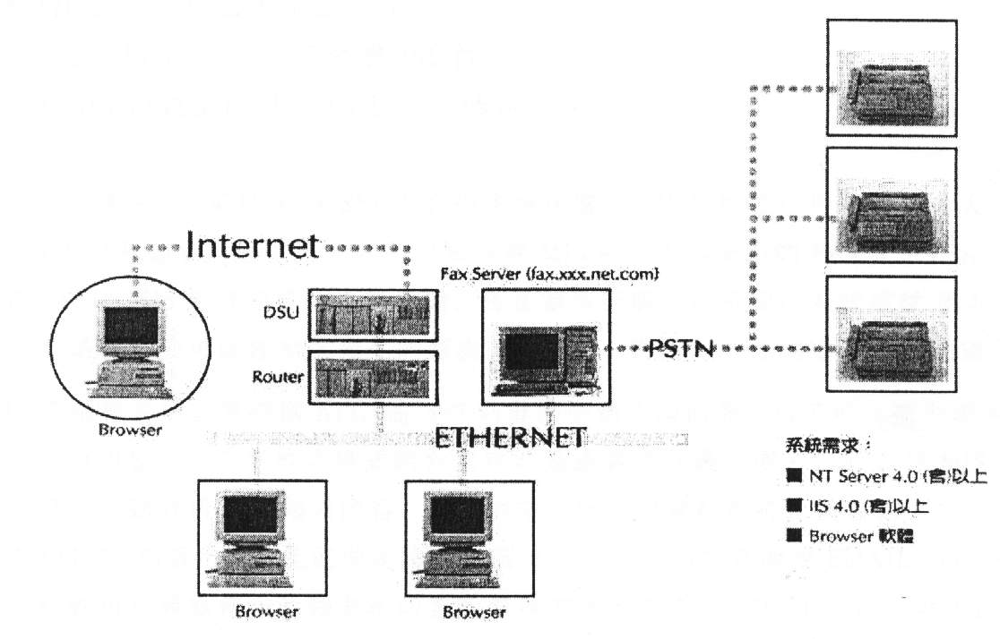 Internet
Fax Server (fax.xxx.net.com)
DSU
Router
PSTN
Browser
ETHERNET
Browser
Browser
系統需求：
■ NT Server 4.0 (含)以上
■ IIS 4.0 (含)以上
■ Browser 軟體